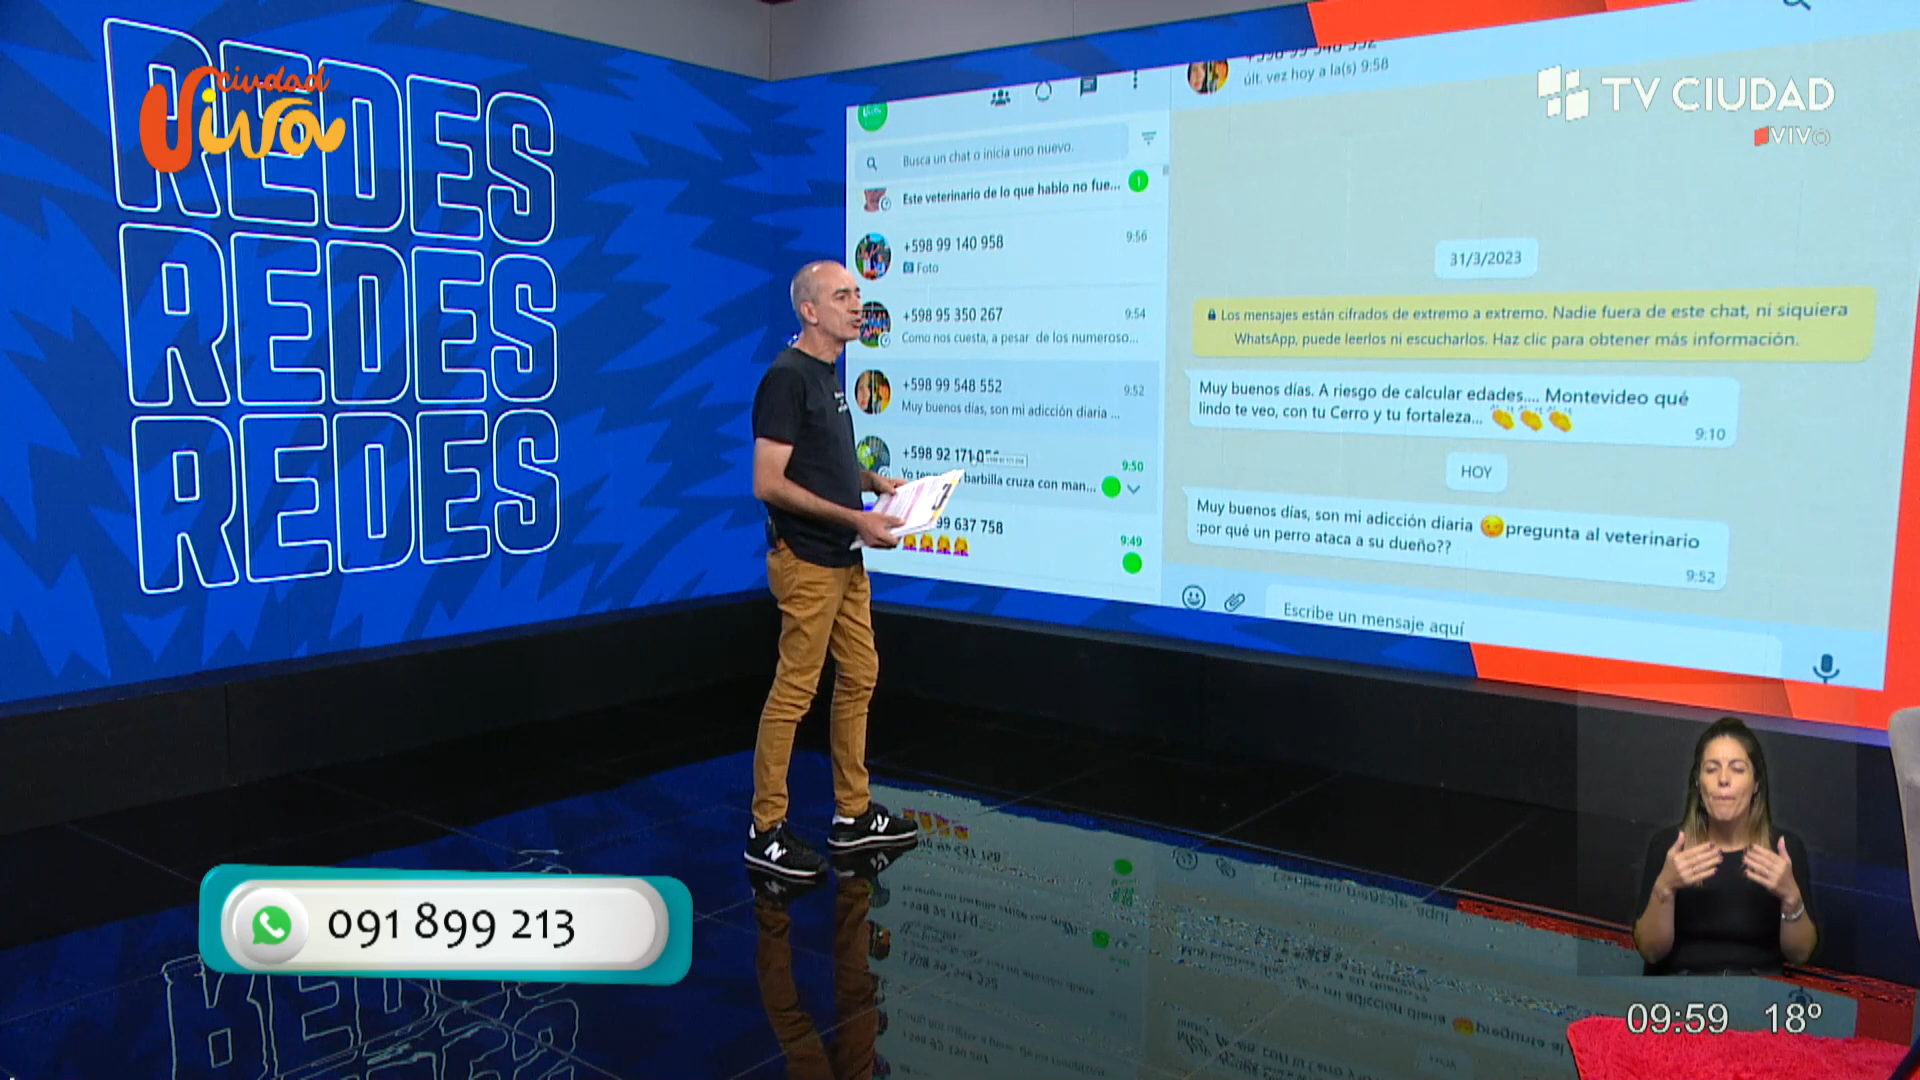 REDES
REDES
REDES
ciudad
Viva
TV CIUDAD
VIVO
Busca un chat o inicia uno nuevo.
Este veterinario de lo que hablo no fue...
1
+598 99 140 958
9:56
Foto
+598 95 350 267
9:54
Como nos cuesta, a pesar de los numeroso...
+598 99 548 552
9:52
Muy buenos días, son mi adicción diaria ...
+598 92 171
9:50
barbilla cruza con man...
99 637 758
9:49
últ. vez hoy a la(s) 9:58
31/3/2023
Los mensajes están cifrados de extremo a extremo. Nadie fuera de este chat, ni siquiera
WhatsApp, puede leerlos ni escucharlos. Haz clic para obtener más información.
Muy buenos días. A riesgo de calcular edades.... Montevideo qué
lindo te veo, con tu Cerro y tu fortaleza... 👏👏👏
9:10
HOY
Muy buenos días, son mi adicción diaria 😉pregunta al veterinario
:por qué un perro ataca a su dueño??
9:52
Escribe un mensaje aquí
N
091 899 213
09:59 18º